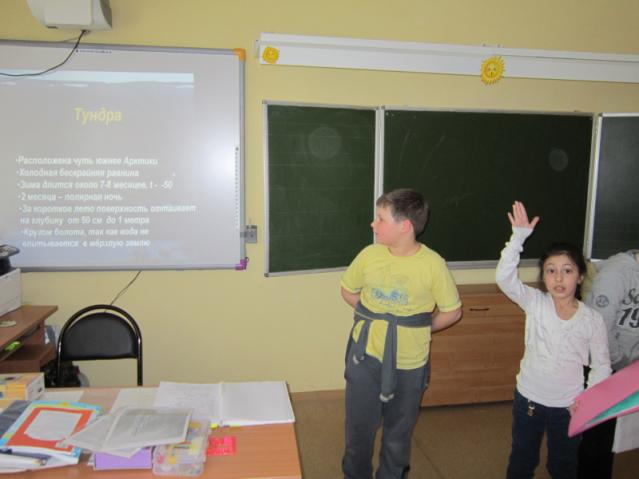 Тундра
•Расположена чуть южнее Арктики
•Холодная бескрайняя равнина
•Зима длится около 7-8 месяцев, t - -50
•2 месяца – полярная ночь
• За короткое лето поверхность оттаивает
на глубину от 50 см до 1 метра
•Кругом болота, так как вода не
впитывается в мёрзлую землю
19